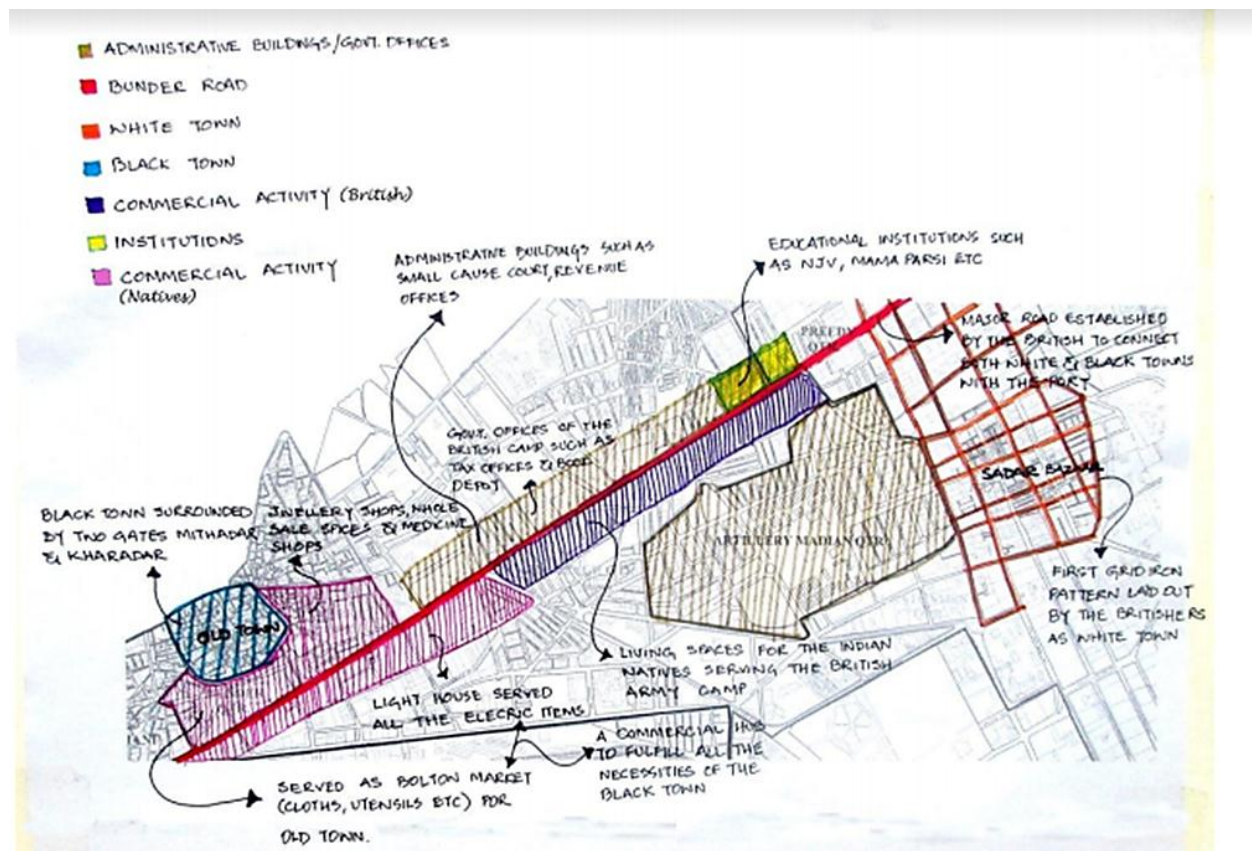 ADMINISTRATIVE BUILDINGS/GOVT. OFFICES
BUNDER ROAD
WHITE TOWN
BLACK TOWN
COMMERCIAL ACTIVITY (British)
INSTITUTIONS
COMMERCIAL ACTIVITY
(Natives)
ADMINISTRATIVE BUILDINGS SUCH AS
SMALL CAUSE COURT, REVENUE
OFFICES
EDUCATIONAL INSTITUTIONS SUCH
AS NJV, MAMA PARSI ETC
PREEDY
QTR
MAJOR ROAD ESTABLISHED
BY THE BRITISH TO CONNECT
BOTH WHITE & BLACK TOWNS
WITH THE PORT
GOVT. OFFICES OF THE
BRITISH CAMP SUCH AS
TAX OFFICES &
DEPOT
SADAR BAZAAR
BLACK TOWN SURROUNDED
BY TWO GATES MITHADAR
& KHARADAR
JWELLERY SHOPS, WHOLE
SALE SPICES & MEDICINE
SHOPS
ARTILLERY MADIAN QTR
FIRST GRID IRON
PATTERN LAID OUT
BY THE BRITISHERS
AS WHITE TOWN
OLD TOWN
LIVING SPACES FOR THE INDIAN
NATIVES SERVING THE BRITISH
ARMY CAMP
LIGHT HOUSE SERVED
ALL THE ELECRIC ITEMS
A COMMERCIAL HUB
TO FULFILL ALL THE
NECESSITIES OF THE
BLACK TOWN
SERVED AS BOLTON MARKET
(CLOTHS, UTENSILS ETC) FOR
OLD TOWN.